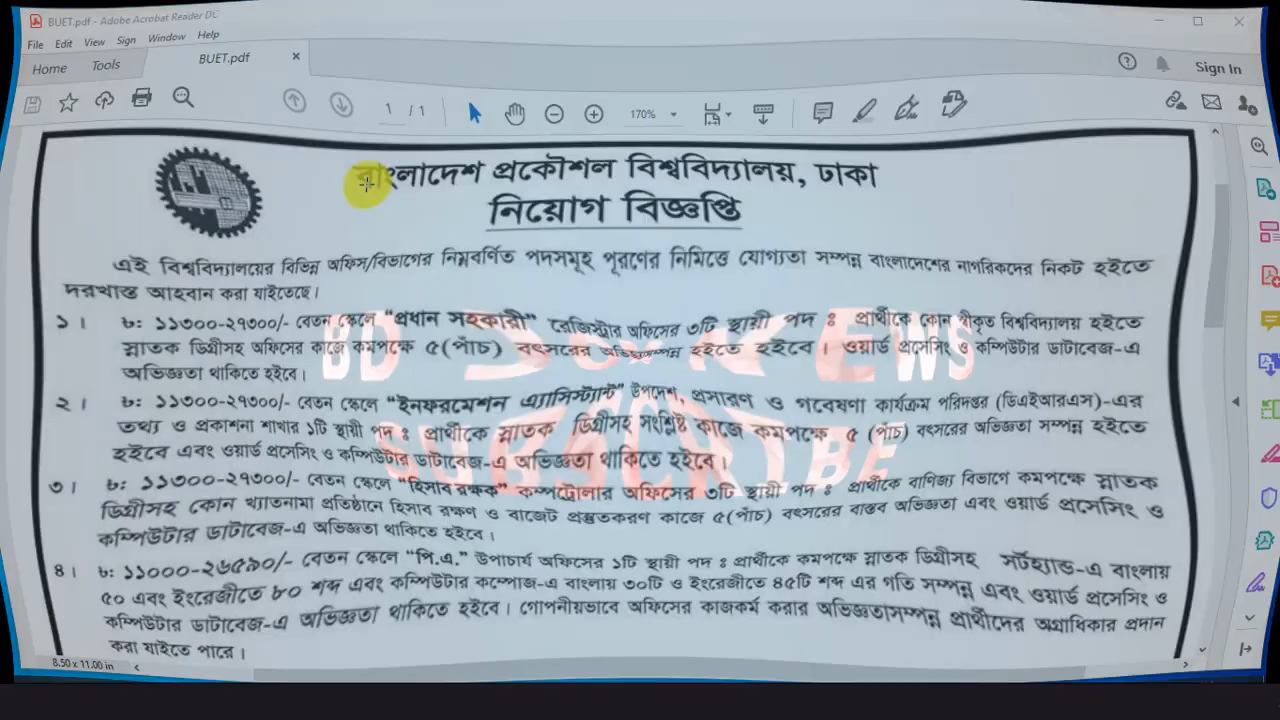 BUET.pdf - Adobe Acrobat Reader DC
File Edit View Sign Window Help
Home Tools BUET.pdf
Sign In
1 / 1
170%
বাংলাদেশ প্রকৌশল বিশ্ববিদ্যালয়, ঢাকা
নিয়োগ বিজ্ঞপ্তি
এই বিশ্ববিদ্যালয়ের বিভিন্ন অফিস/বিভাগের নিম্নবর্ণিত পদসমূহ পূরণের নিমিত্তে যোগ্যতা সম্পন্ন বাংলাদেশের নাগরিকদের নিকট হইতে
দরখাস্ত আহবান করা যাইতেছে।
১। ৮: ১১৩০০-২৭৩০০/- বেতন স্কেলে "প্রধান সহকারী" রেজিস্ট্রার অফিসের ৩টি স্থায়ী পদ : প্রার্থীকে কোন স্বীকৃত বিশ্ববিদ্যালয় হইতে
স্নাতক ডিগ্রীসহ অফিসের কাজে কমপক্ষে ৫(পাঁচ) বৎসরের অভিজ্ঞতাসম্পন্ন হইতে হইবে। ওয়ার্ড প্রসেসিং ও কম্পিউটার ডাটাবেজ-এ
অভিজ্ঞতা থাকিতে হইবে।
২। ৮: ১১৩০০-২৭৩০০/- বেতন স্কেলে "ইনফরমেশন এ্যাসিস্ট্যান্ট" উপদেশ, প্রসারণ ও গবেষণা কার্যক্রম পরিদপ্তর (ডিএইআরএস)-এর
তথ্য ও প্রকাশনা শাখার ১টি স্থায়ী পদ : প্রার্থীকে স্নাতক ডিগ্রীসহ সংশ্লিষ্ট কাজে কমপক্ষে ৫ (পাঁচ) বৎসরের অভিজ্ঞতা সম্পন্ন হইতে
হইবে এবং ওয়ার্ড প্রসেসিং ও কম্পিউটার ডাটাবেজ-এ অভিজ্ঞতা থাকিতে হইবে।
৩। ৮: ১১৩০০-২৭৩০০/- বেতন স্কেলে "হিসাব রক্ষক" কম্পট্রোলার অফিসের ৩টি স্থায়ী পদ : প্রার্থীকে বাণিজ্য বিভাগে কমপক্ষে স্নাতক
ডিগ্রীসহ কোন খ্যাতনামা প্রতিষ্ঠানে হিসাব রক্ষণ ও বাজেট প্রস্তুতকরণ কাজে ৫(পাঁচ) বৎসরের বাস্তব অভিজ্ঞতা এবং ওয়ার্ড প্রসেসিং ও
কম্পিউটার ডাটাবেজ-এ অভিজ্ঞতা থাকিতে হইবে।
৪। ৮: ১১০০০-২৬৫৯০/- বেতন স্কেলে "পি.এ." উপাচার্য অফিসের ১টি স্থায়ী পদ : প্রার্থীকে কমপক্ষে স্নাতক ডিগ্রীসহ সর্টহ্যান্ড-এ বাংলায়
৫০ এবং ইংরেজীতে ৮০ শব্দ এবং কম্পিউটার কম্পোজ-এ বাংলায় ৩০টি ও ইংরেজীতে ৪৫টি শব্দ এর গতি সম্পন্ন এবং ওয়ার্ড প্রসেসিং ও
কম্পিউটার ডাটাবেজ-এ অভিজ্ঞতা থাকিতে হইবে। গোপনীয়ভাবে অফিসের কাজকর্ম করার অভিজ্ঞতাসম্পন্ন প্রার্থীদের অগ্রাধিকার প্রদান
করা যাইতে পারে।
BD NEWS
SUBSCRIBE
8.50 x 11.00 in